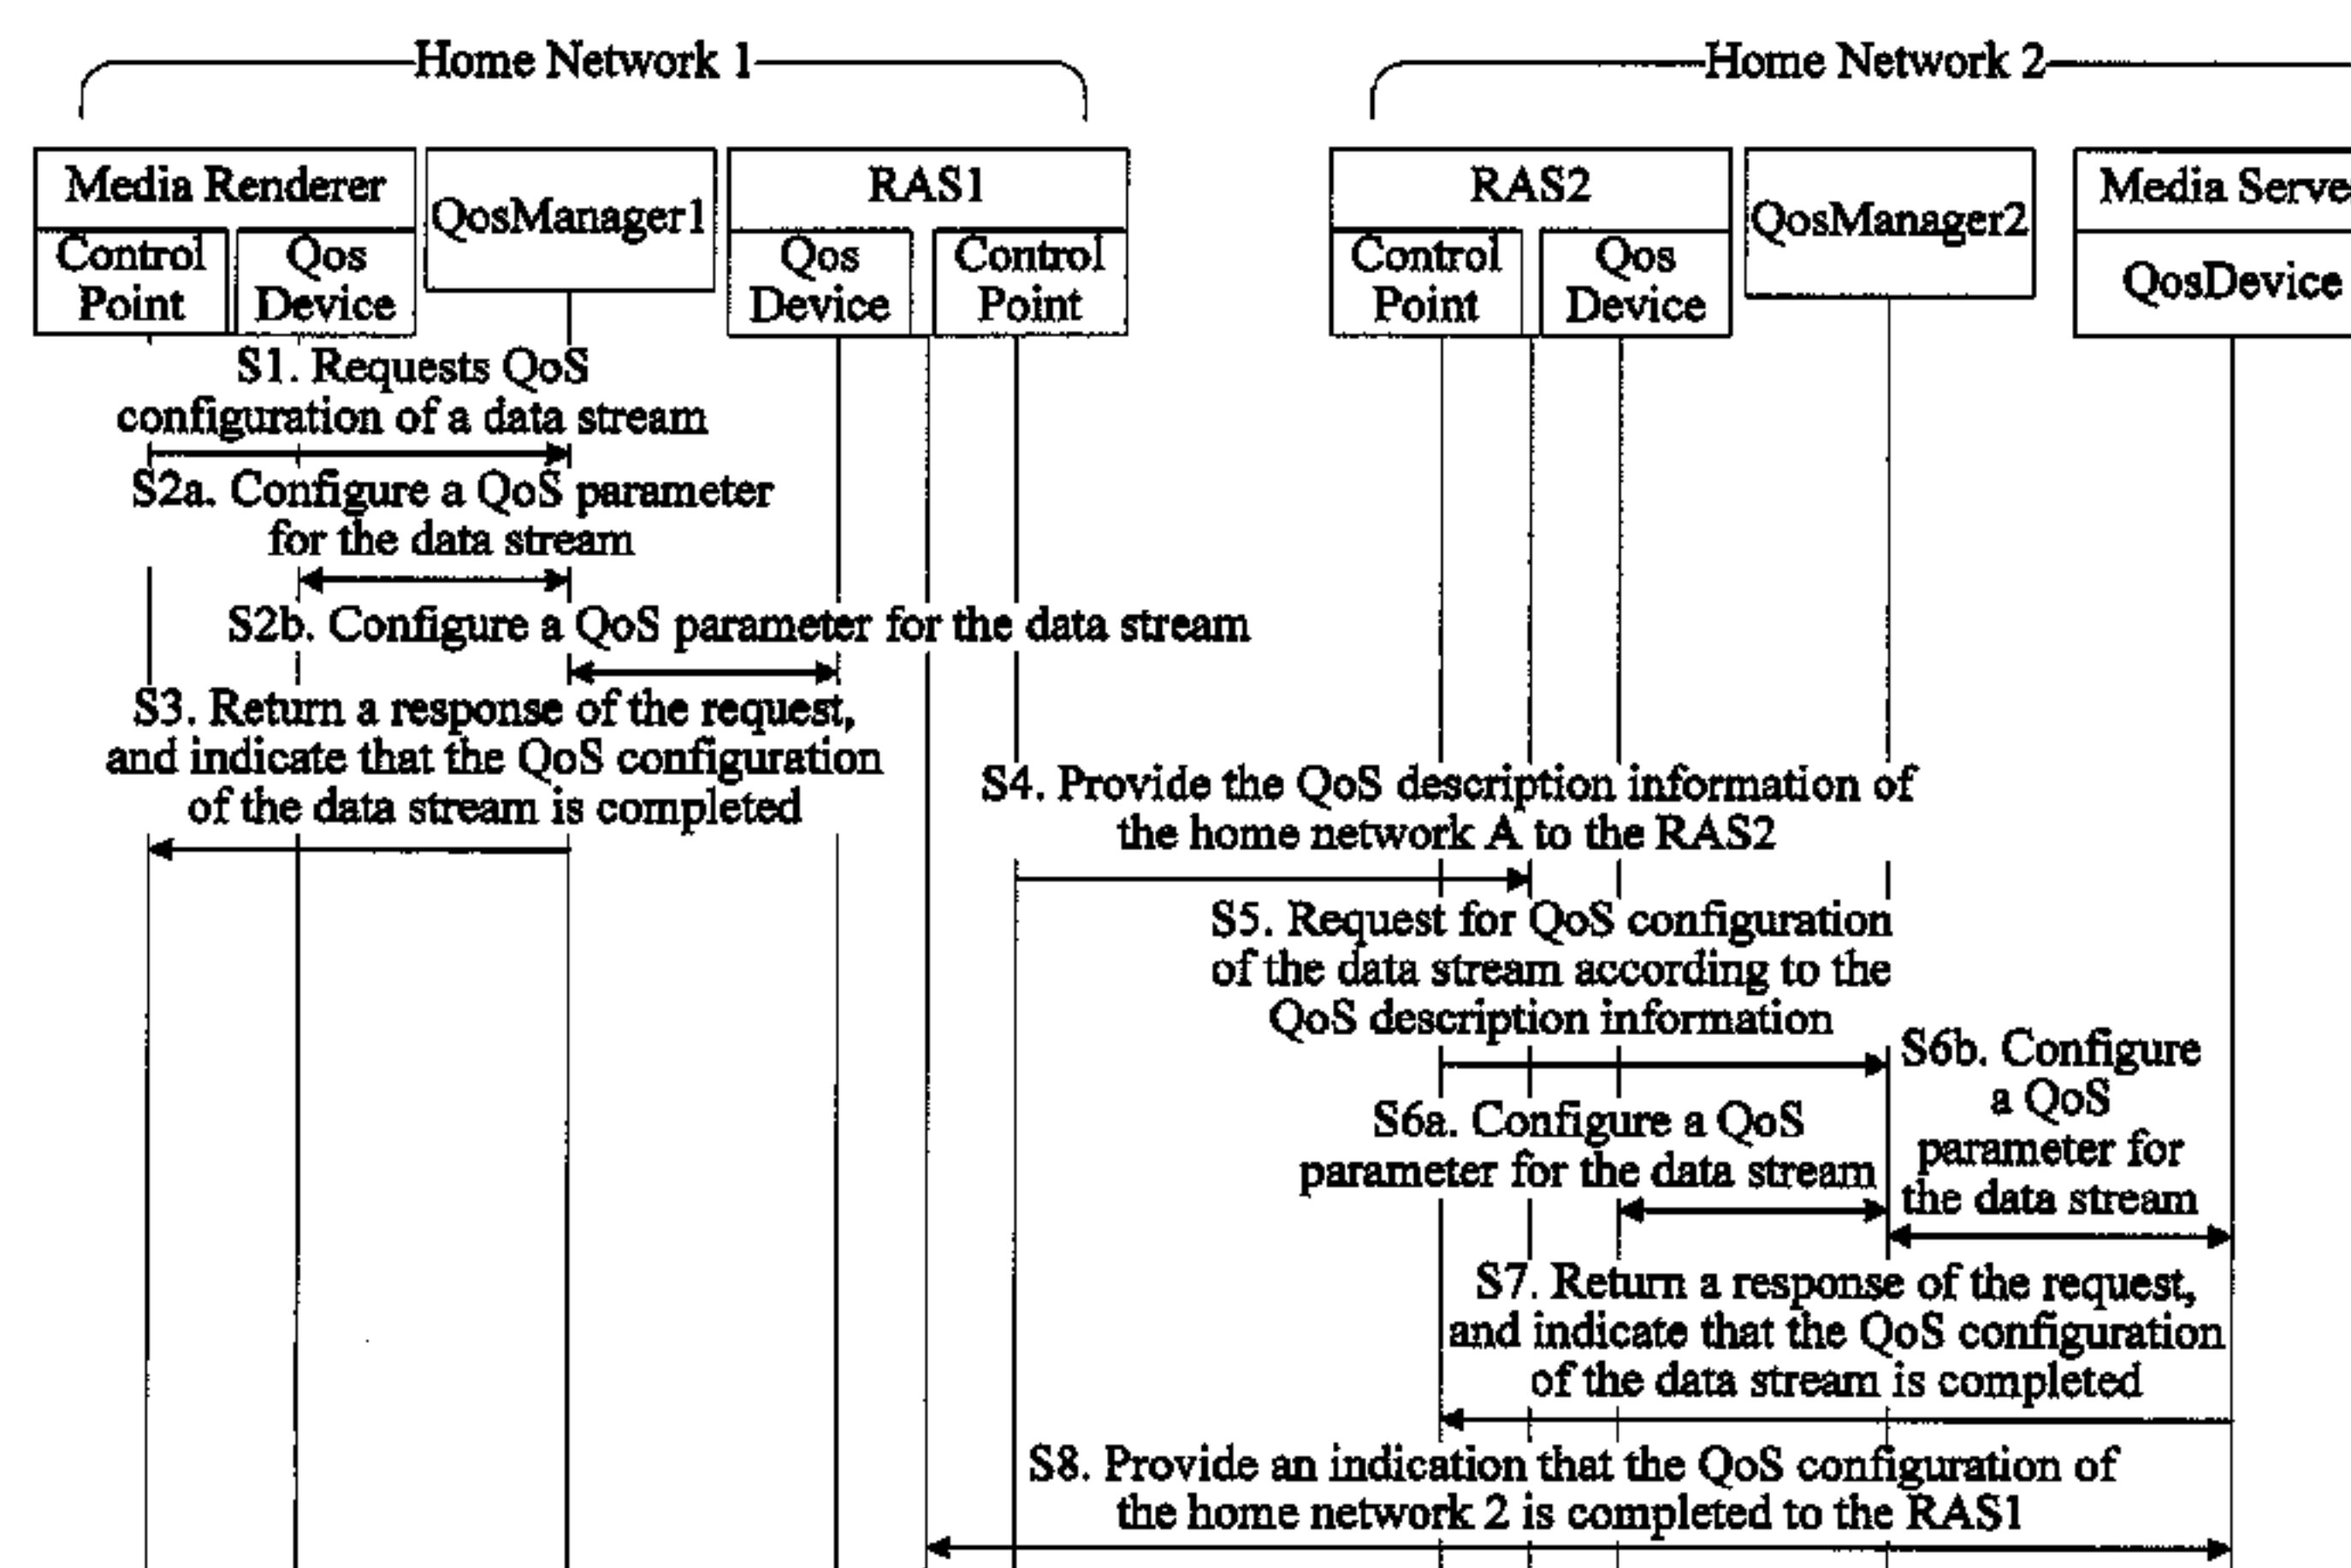 Home Network 1
Home Network 2
Media Renderer
QosManager1
RAS1
RAS2
QosManager2
Media Serve
Control
Point
Qos
Device
Qos
Device
Control
Point
Control
Point
Qos
Device
QosDevice
S1. Requests QoS
configuration of a data stream
S2a. Configure a QoS parameter
for the data stream
S2b. Configure a QoS parameter for the data stream
S3. Return a response of the request,
and indicate that the QoS configuration
of the data stream is completed
S4. Provide the QoS description information of
the home network A to the RAS2
S5. Request for QoS configuration
of the data stream according to the
QoS description information
S6b. Configure
a QoS
parameter for
the data stream
S6a. Configure a QoS
parameter for the data stream
S7. Return a response of the request,
and indicate that the QoS configuration
of the data stream is completed
S8. Provide an indication that the QoS configuration of
the home network 2 is completed to the RAS1